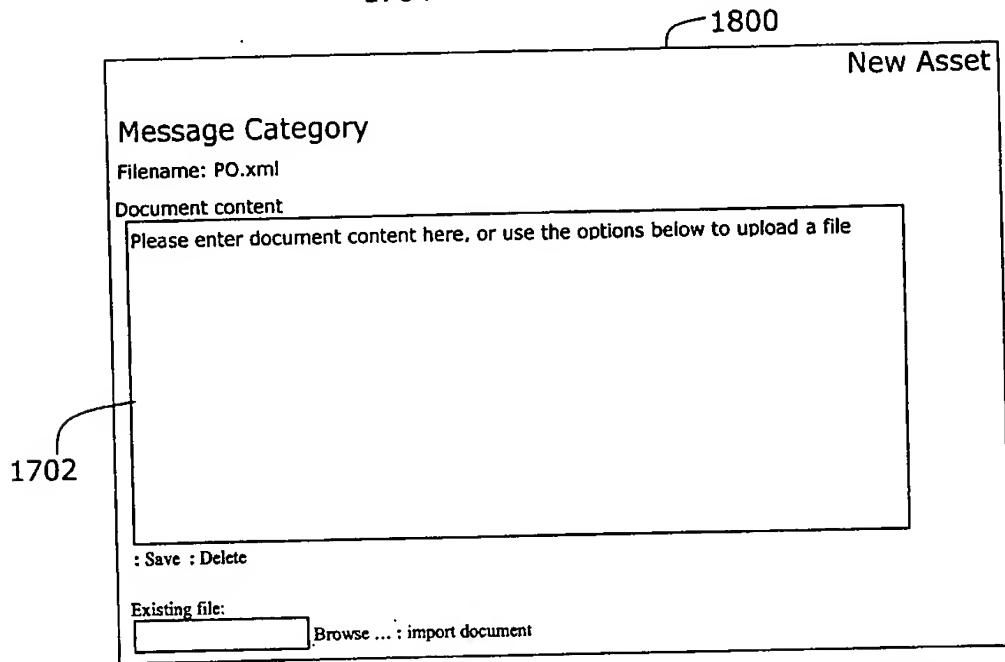 1800
New Asset
Message Category
Filename: PO.xml
Document content
Please enter document content here, or use the options below to upload a file
1702
: Save : Delete
Existing file:
Browse ... : import document